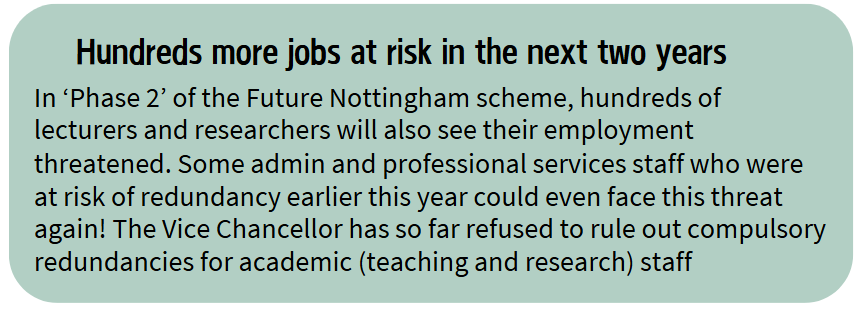 Hundreds more jobs at risk in the next two years
In ‘Phase 2’ of the Future Nottingham scheme, hundreds of
lecturers and researchers will also see their employment
threatened. Some admin and professional services staff who were
at risk of redundancy earlier this year could even face this threat
again! The Vice Chancellor has so far refused to rule out compulsory
redundancies for academic (teaching and research) staff